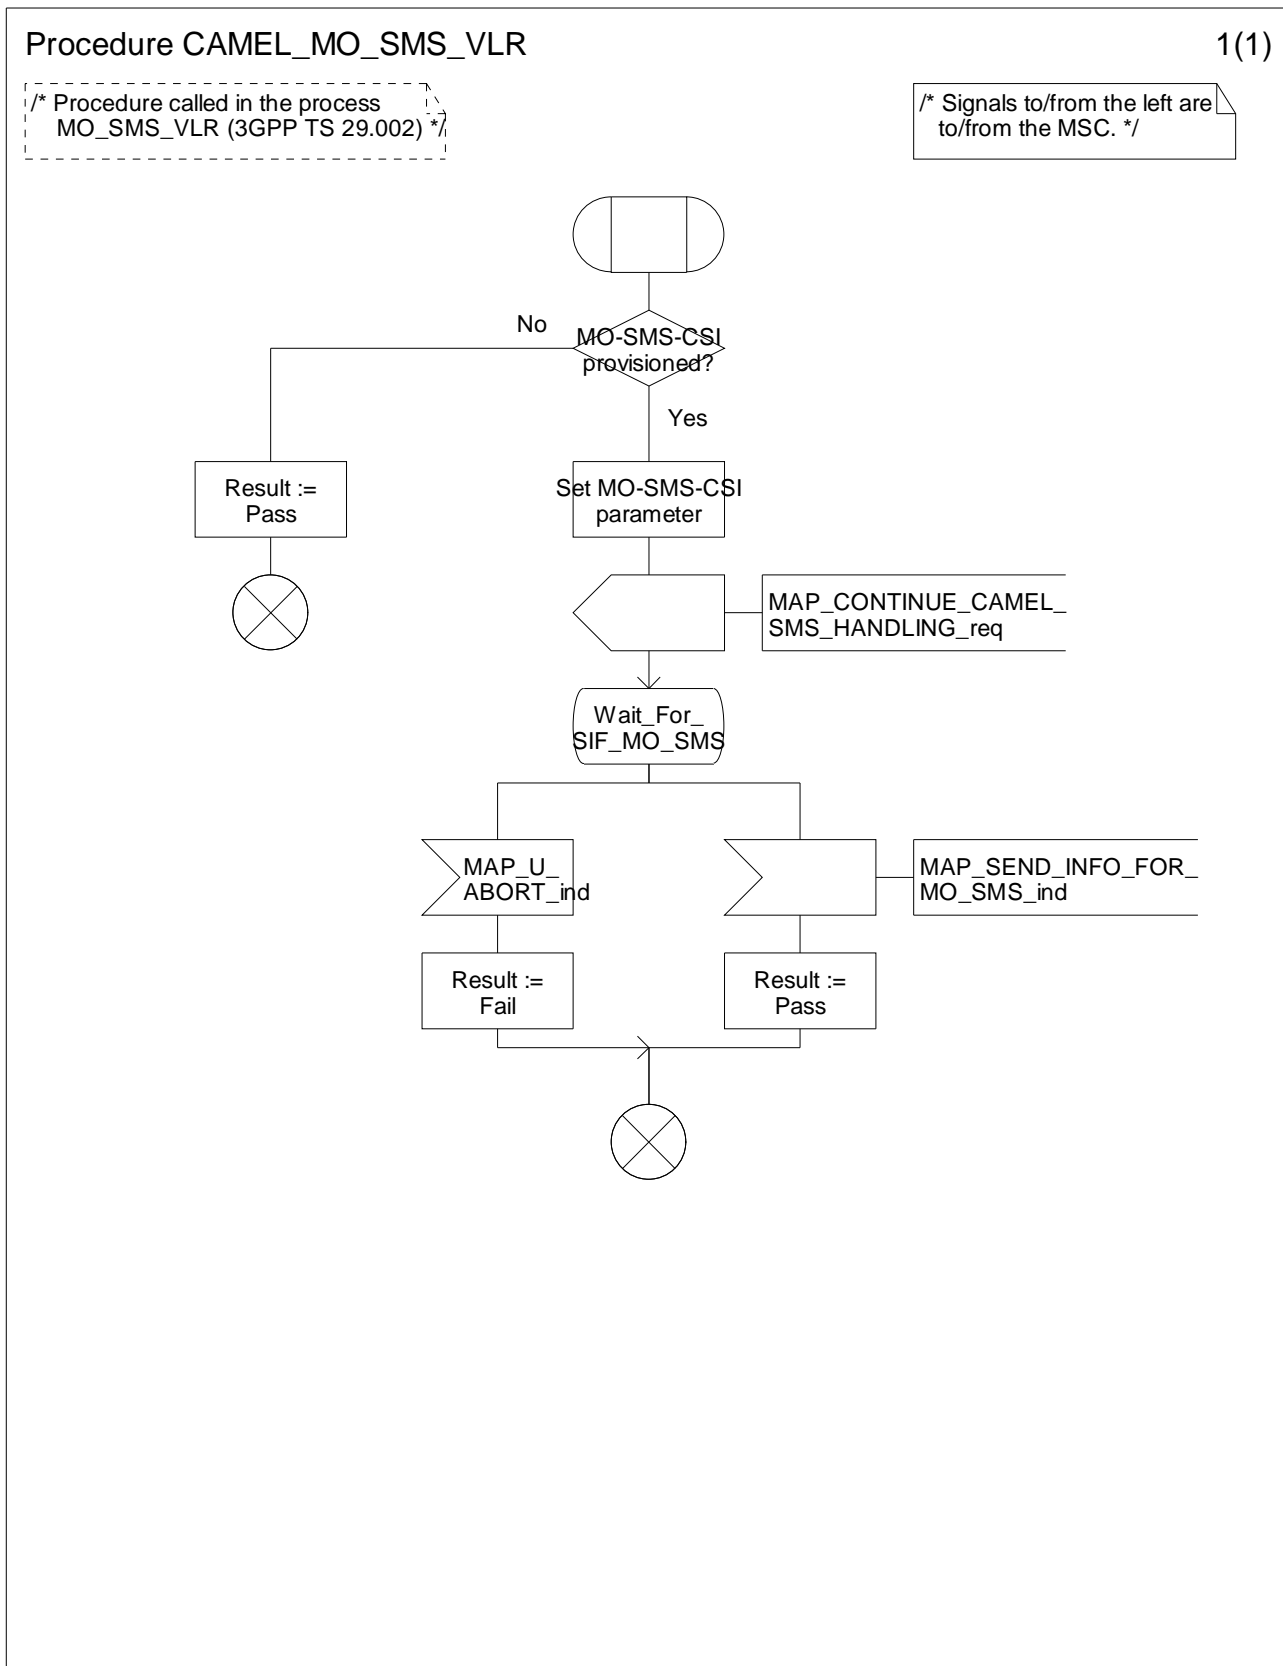 Procedure CAMEL_MO_SMS_VLR
1(1)
/* Procedure called in the process
MO_SMS_VLR (3GPP TS 29.002) */
/* Signals to/from the left are
to/from the MSC. */
No
MO-SMS-CSI
provisioned?
Yes
Result :=
Pass
Set MO-SMS-CSI
parameter
MAP_CONTINUE_CAMEL_
SMS_HANDLING_req
Wait_For_
SIF_MO_SMS
MAP_U_
ABORT_ind
MAP_SEND_INFO_FOR_
MO_SMS_ind
Result :=
Fail
Result :=
Pass